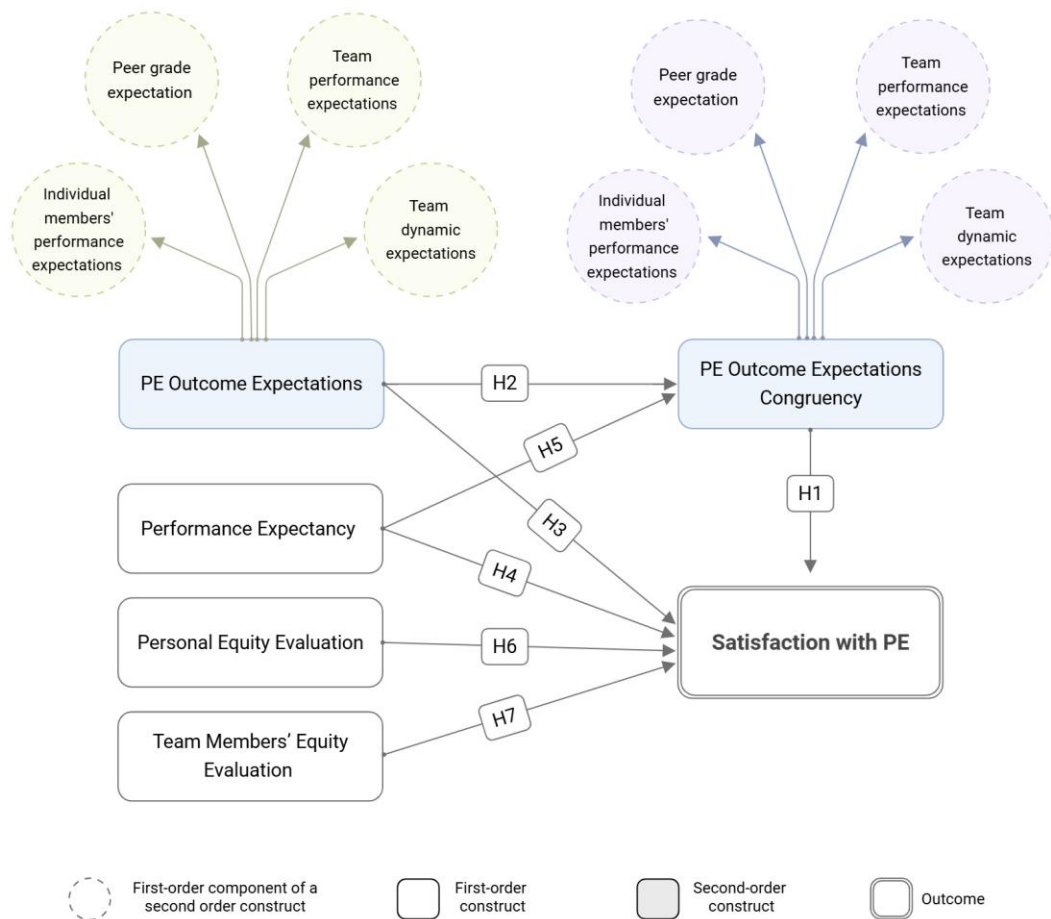 Peer grade
expectation
Team
performance
expectations
Individual
members'
performance
expectations
Team
dynamic
expectations
Peer grade
expectation
Team
performance
expectations
Individual
members'
performance
expectations
Team
dynamic
expectations
PE Outcome Expectations
H2
PE Outcome Expectations
Congruency
H5
H1
Performance Expectancy
H3
H4
Personal Equity Evaluation
H6
Satisfaction with PE
H7
Team Members’ Equity
Evaluation
First-order component of a
second order construct
First-order
construct
Second-order
construct
Outcome